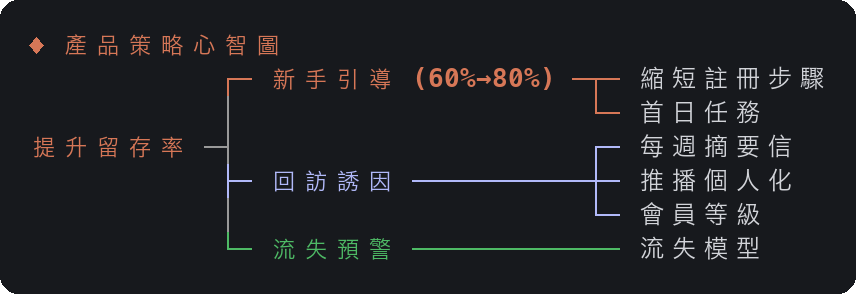 ◆ 產品策略心智圖
提升留存率
新手引導 (60%→80%)
縮短註冊步驟
首日任務
回訪誘因
每週摘要信
推播個人化
會員等級
流失預警
流失模型